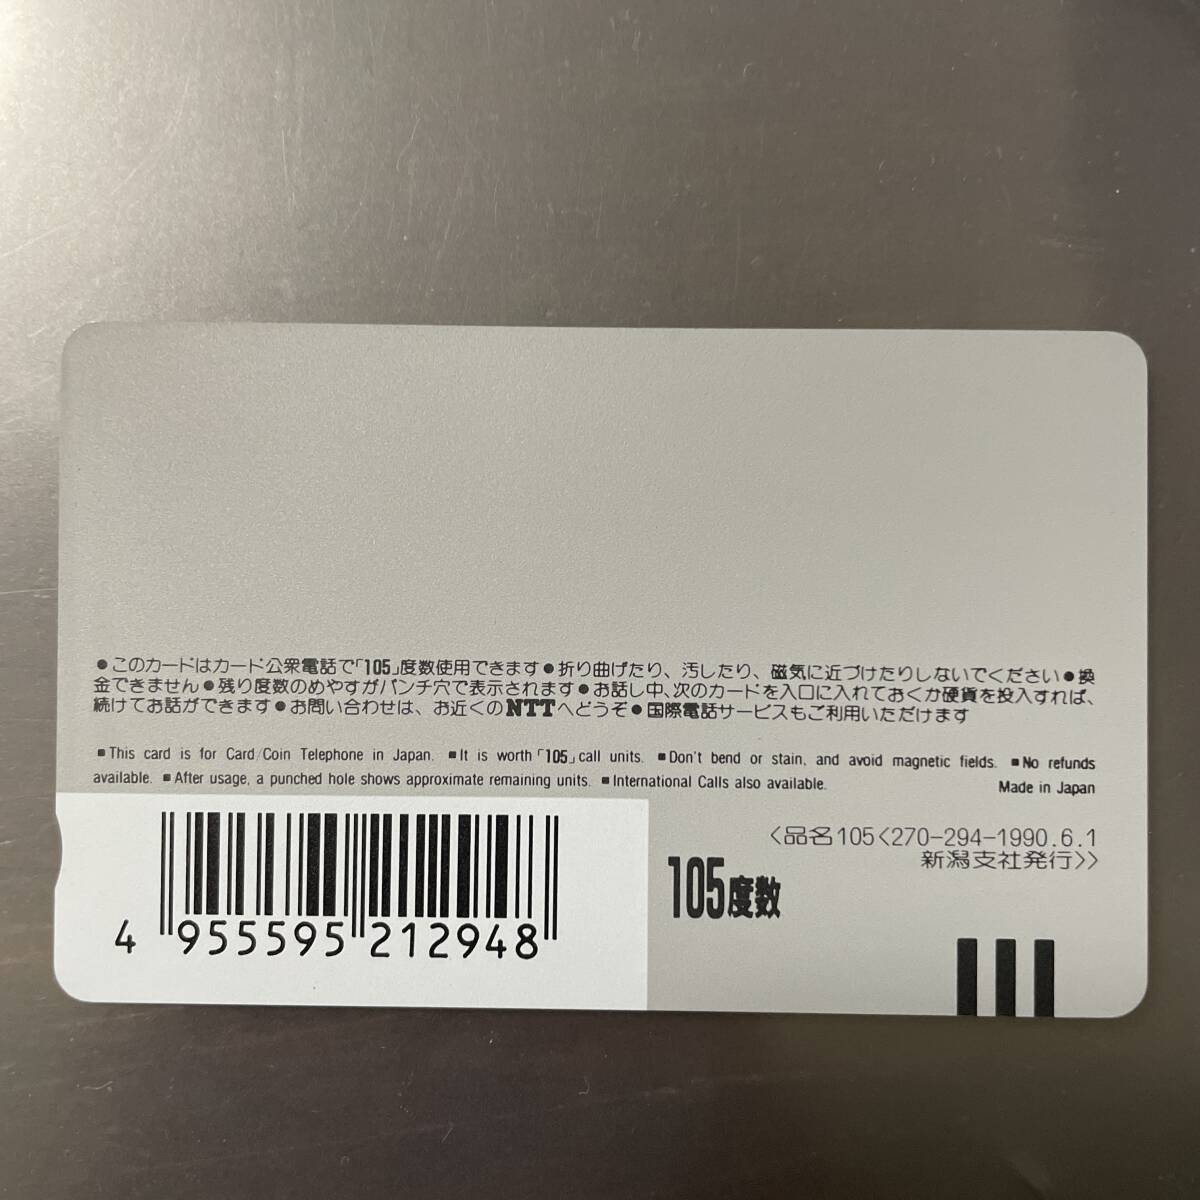 ●このカードはカード公衆電話で「105」度数使用できます●折り曲げたり、汚したり、磁気に近づけたりしないでください●換
金できません●残り度数のめやすがパンチ穴で表示されます●お話し中、次のカードを入口に入れておくか硬貨を投入すれば、
続けてお話ができます●お問い合わせは、お近くのNTTへどうぞ●国際電話サービスもご利用いただけます
■This card is for Card/Coin Telephone in Japan. ■It is worth「105」call units. ■Don't bend or stain, and avoid magnetic fields. ■No refunds
available. ■After usage, a punched hole shows approximate remaining units. ■International Calls also available. Made in Japan
〈品名105〈270-294-1990.6.1
新潟支社発行〉〉
105度数
4 955595 212948